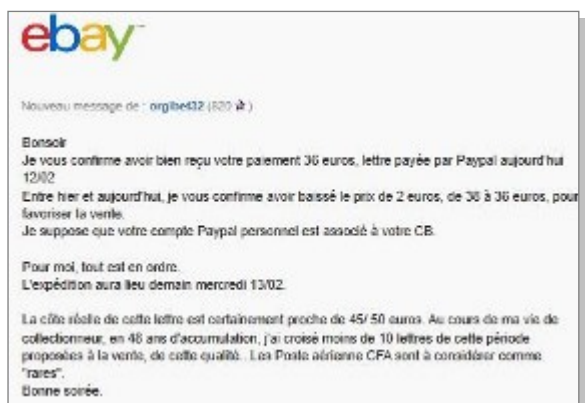 ebay
Nouveau message de : orgibe432 (820 )
Bonsoir
Je vous confirme avoir bien reçu votre paiement 36 euros, lettre payée par Paypal aujourd'hui
12/02
Entre hier et aujourd'hui, je vous confirme avoir baissé le prix de 2 euros, de 38 à 36 euros, pour
favoriser la vente.
Je suppose que votre compte Paypal personnel est associé à votre CB.
Pour moi, tout est en ordre.
L'expédition aura lieu demain mercredi 13/02.
La côte réelle de cette lettre est certainement proche de 45/ 50 euros. Au cours de ma vie de
collectionneur, en 48 ans d'accumulation, j'ai croisé moins de 10 lettres de cette période
proposées à la vente, de cette qualité.. Les Poste aérienne CFA sont à considérer comme
"rares".
Bonne soirée.